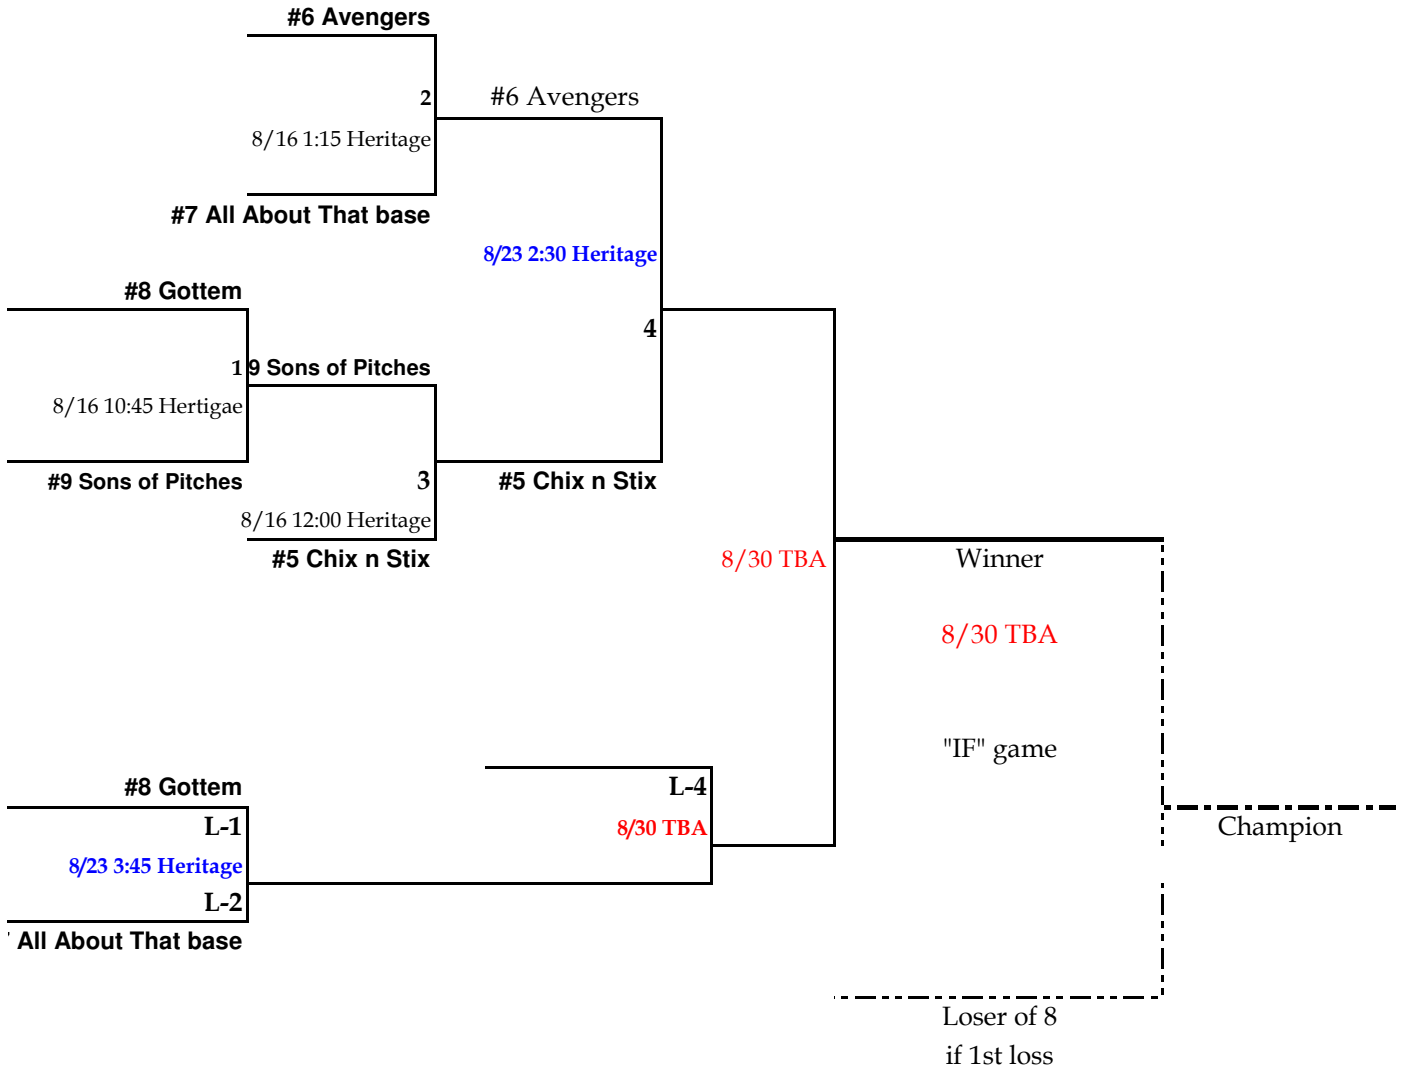 #6 Avengers
2
#6 Avengers
8/16 1:15 Heritage
#7 All About That base
8/23 2:30 Heritage
#8 Gottem
4
1
9 Sons of Pitches
8/16 10:45 Hertigae
#9 Sons of Pitches
3
#5 Chix n Stix
8/16 12:00 Heritage
#5 Chix n Stix
8/30 TBA
Winner
8/30 TBA
"IF" game
#8 Gottem
L-4
L-1
8/30 TBA
Champion
8/23 3:45 Heritage
L-2
All About That base
Loser of 8
if 1st loss